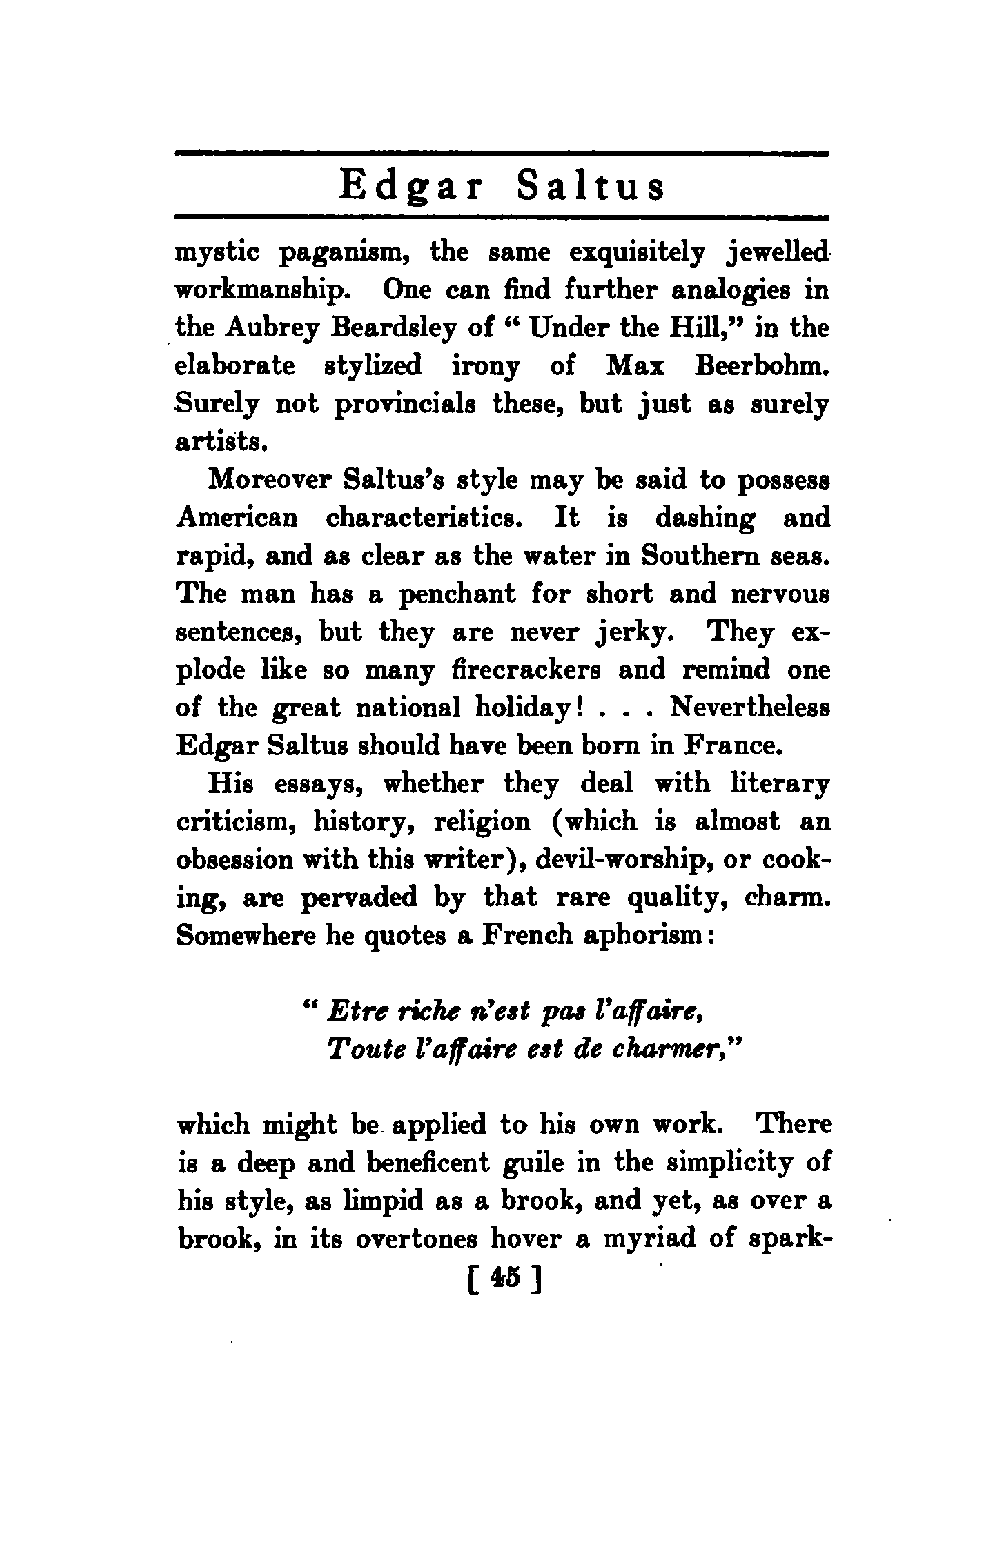 Edgar Saltus
mystic paganism, the same exquisitely jewelled
workmanship. One can find further analogies in
the Aubrey Beardsley of “ Under the Hill,” in the
elaborate stylized irony of Max Beerbohm.
Surely not provincials these, but just as surely
artists.
Moreover Saltus’s style may be said to possess
American characteristics. It is dashing and
rapid, and as clear as the water in Southern seas.
The man has a penchant for short and nervous
sentences, but they are never jerky. They ex-
plode like so many firecrackers and remind one
of the great national holiday! . . . Nevertheless
Edgar Saltus should have been born in France.
His essays, whether they deal with literary
criticism, history, religion (which is almost an
obsession with this writer), devil-worship, or cook-
ing, are pervaded by that rare quality, charm.
Somewhere he quotes a French aphorism:
“ Etre riche n’est pas l’affaire,
Toute l’affaire est de charmer,”
which might be applied to his own work. There
is a deep and beneficent guile in the simplicity of
his style, as limpid as a brook, and yet, as over a
brook, in its overtones hover a myriad of spark-
[ 45 ]